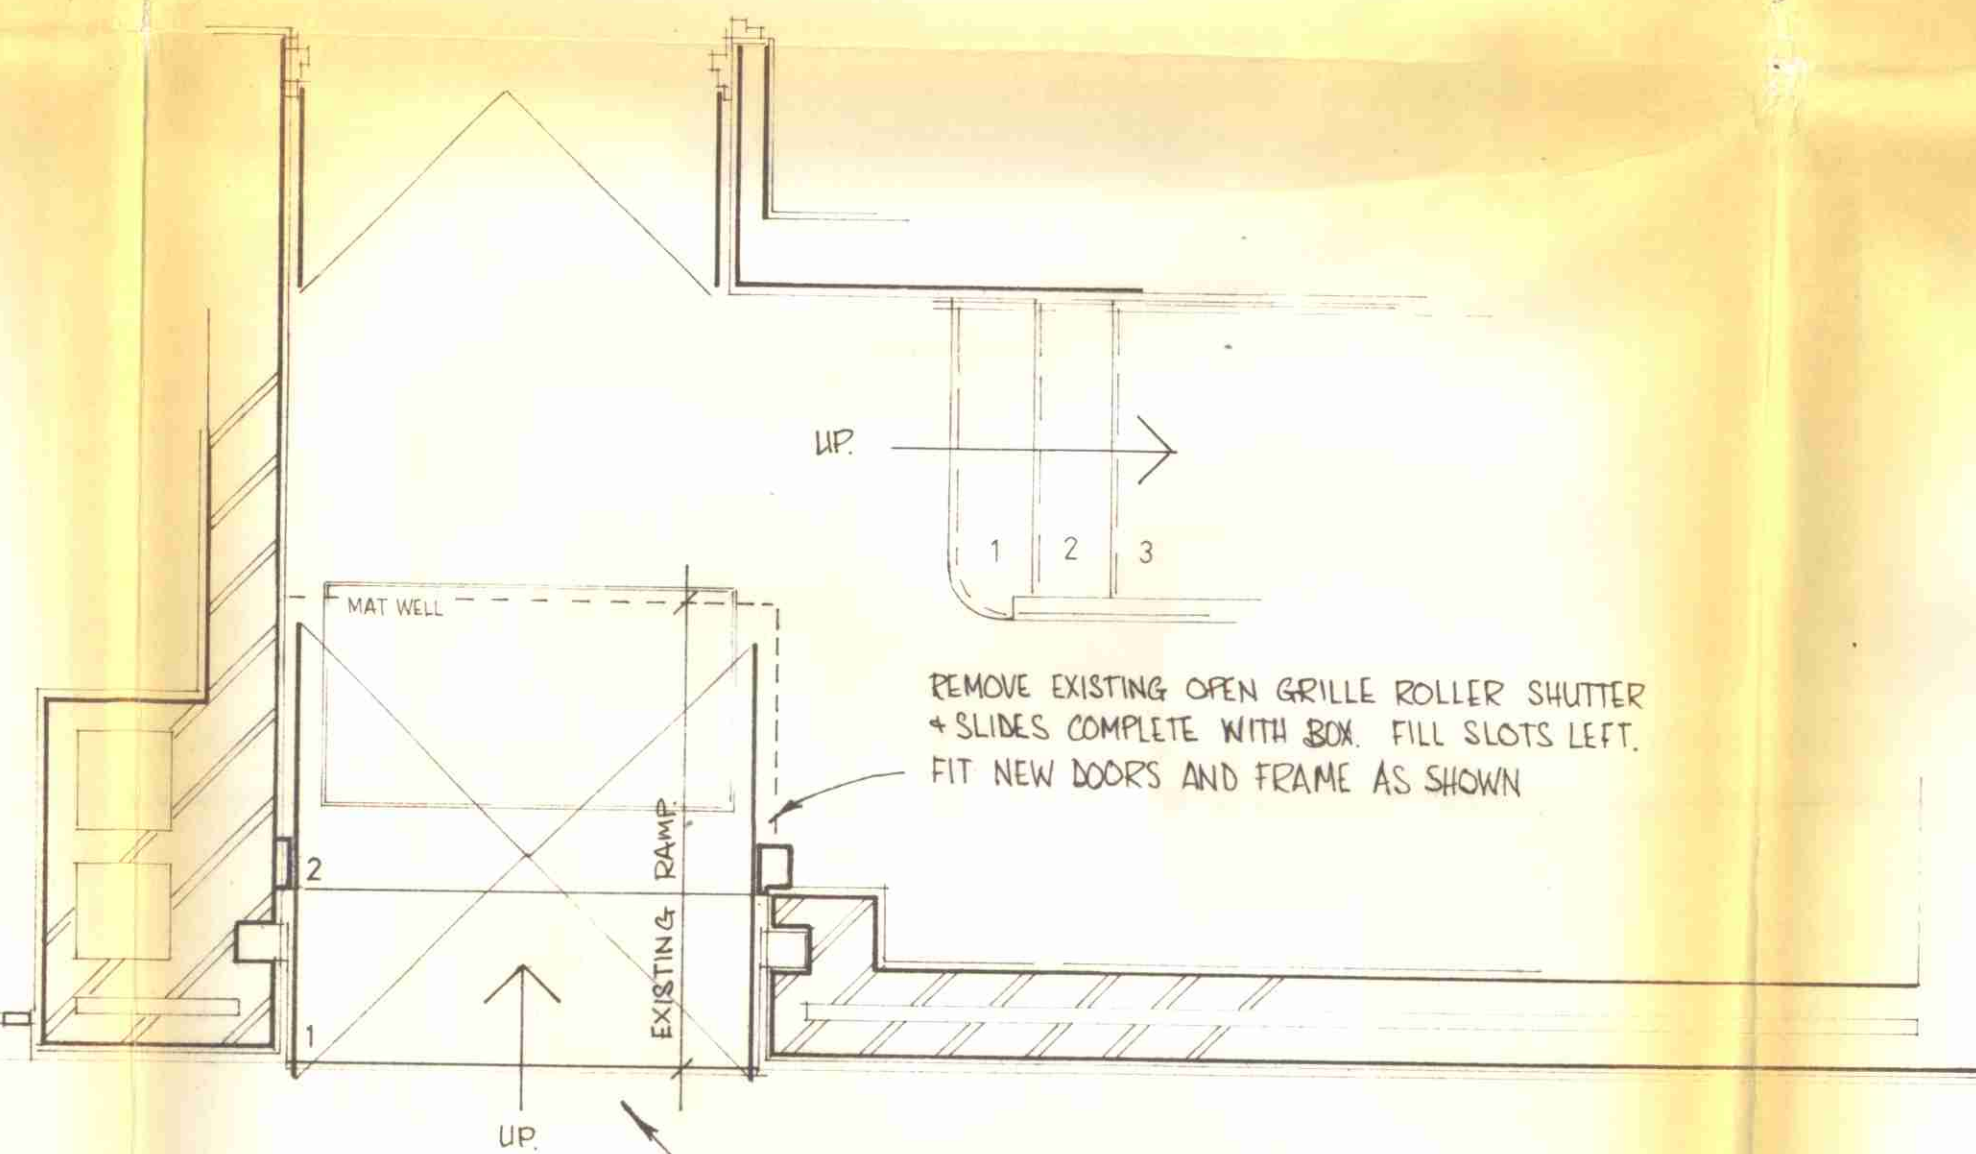 UP.
1 2 3
MAT WELL
REMOVE EXISTING OPEN GRILLE ROLLER SHUTTER
& SLIDES COMPLETE WITH BOX. FILL SLOTS LEFT.
FIT NEW DOORS AND FRAME AS SHOWN
EXISTING RAMP.
2
1
UP.